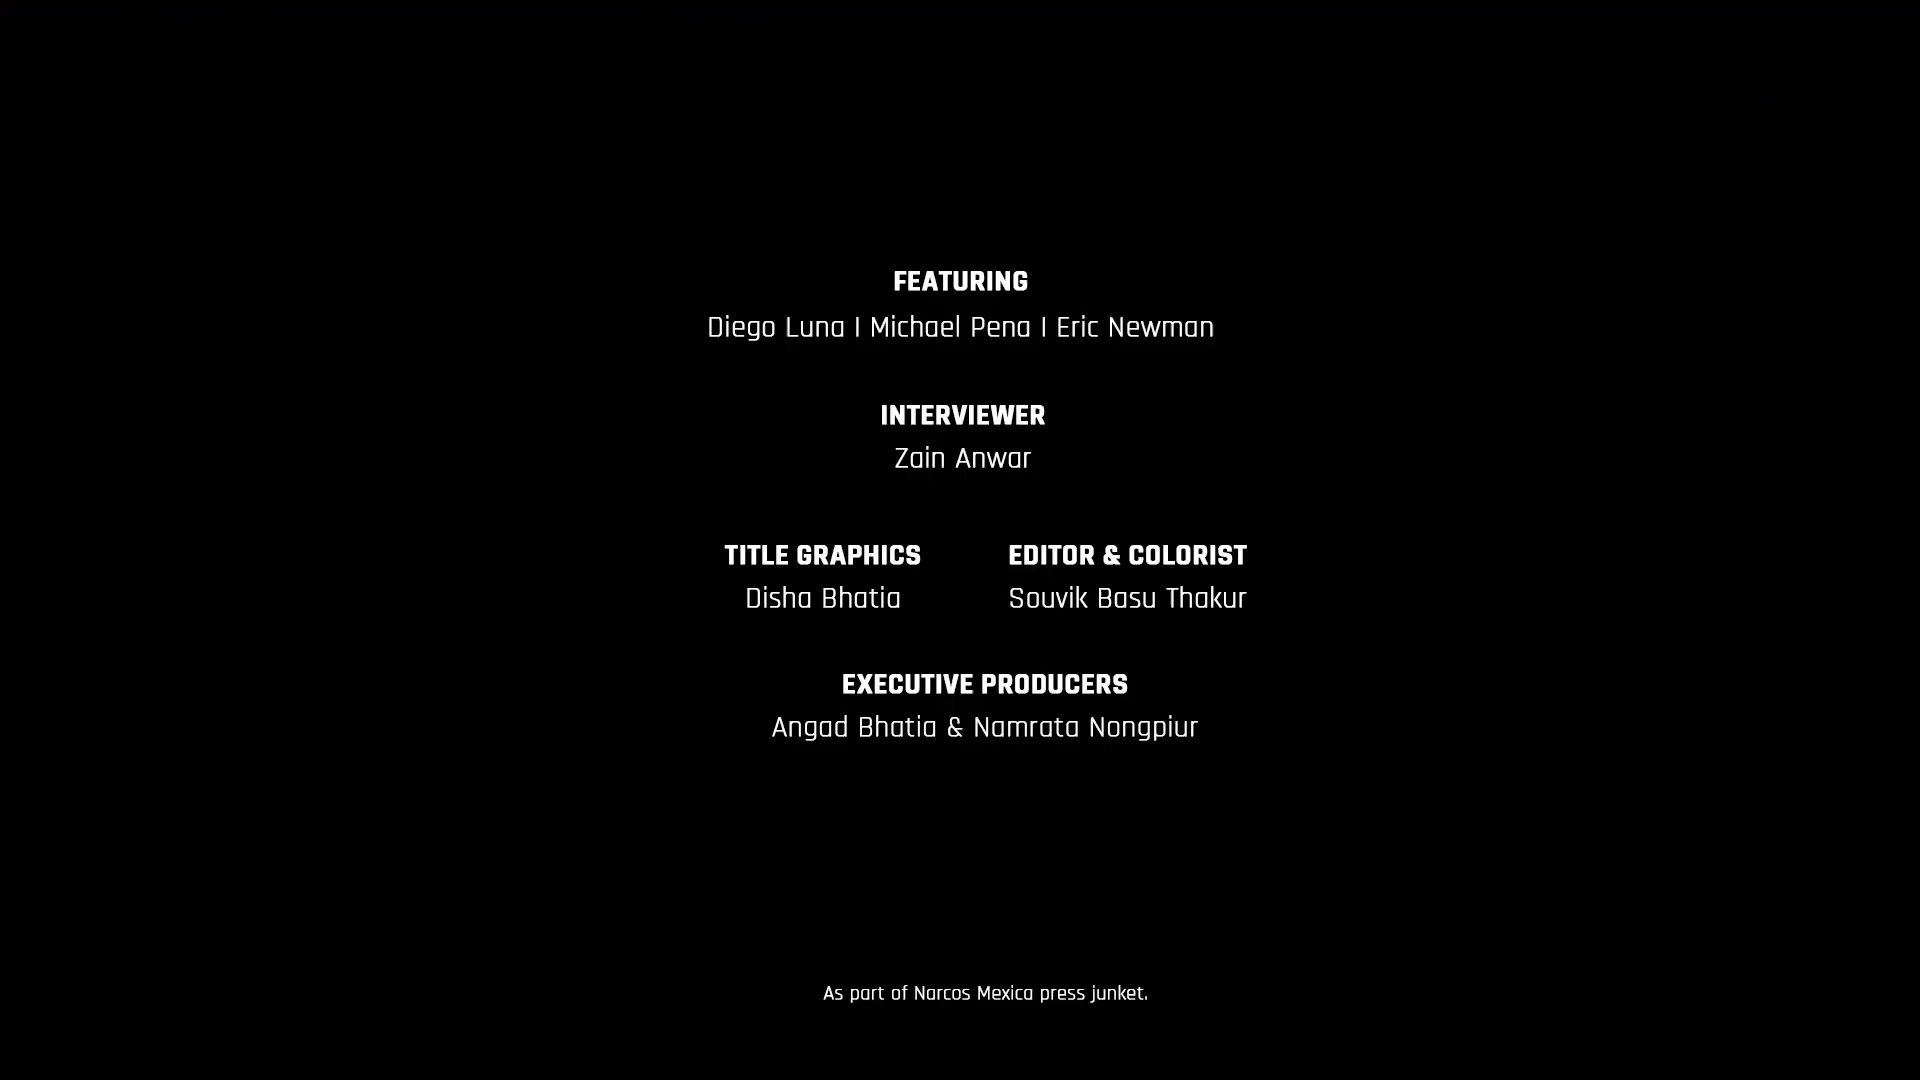 FEATURING
Diego Luna | Michael Pena | Eric Newman
INTERVIEWER
Zain Anwar
TITLE GRAPHICS
Disha Bhatia
EDITOR & COLORIST
Souvik Basu Thakur
EXECUTIVE PRODUCERS
Angad Bhatia & Namrata Nongpiur
As part of Narcos Mexica press junket.